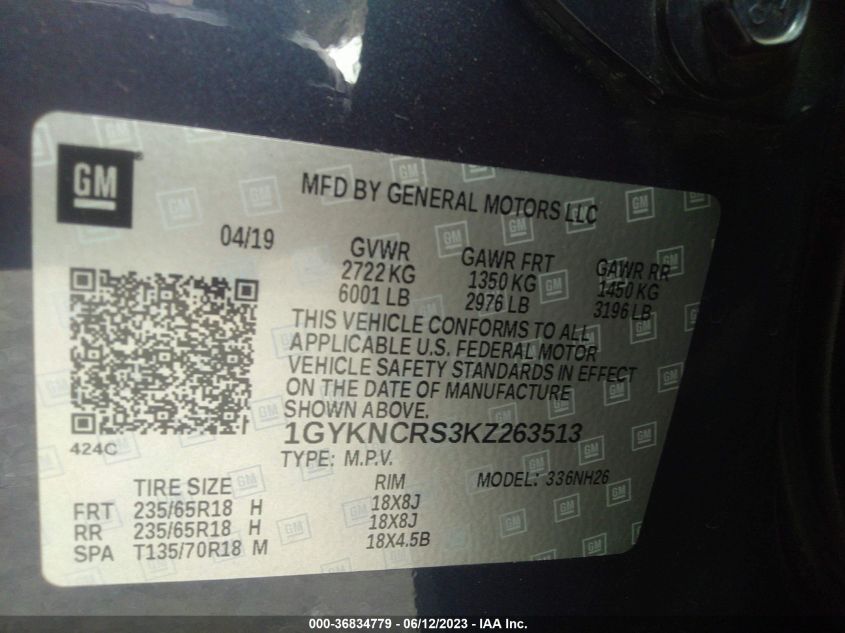 GM
MFD BY GENERAL MOTORS LLC
04/19
GVWR GAWR FRT GAWR RR
2722 KG 1350 KG 1450 KG
6001 LB 2976 LB 3196 LB
THIS VEHICLE CONFORMS TO ALL
APPLICABLE U.S. FEDERAL MOTOR
VEHICLE SAFETY STANDARDS IN EFFECT
ON THE DATE OF MANUFACTURE
SHOWN ABOVE.
424C
1GYKNCRS3KZ263513
TYPE: M.P.V. MODEL: 336NH26
TIRE SIZE RIM
FRT 235/65R18 H 18X8J
RR 235/65R18 H 18X8J
SPA T135/70R18 M 18X4.5B
000-36834779 - 06/12/2023 - IAA Inc.